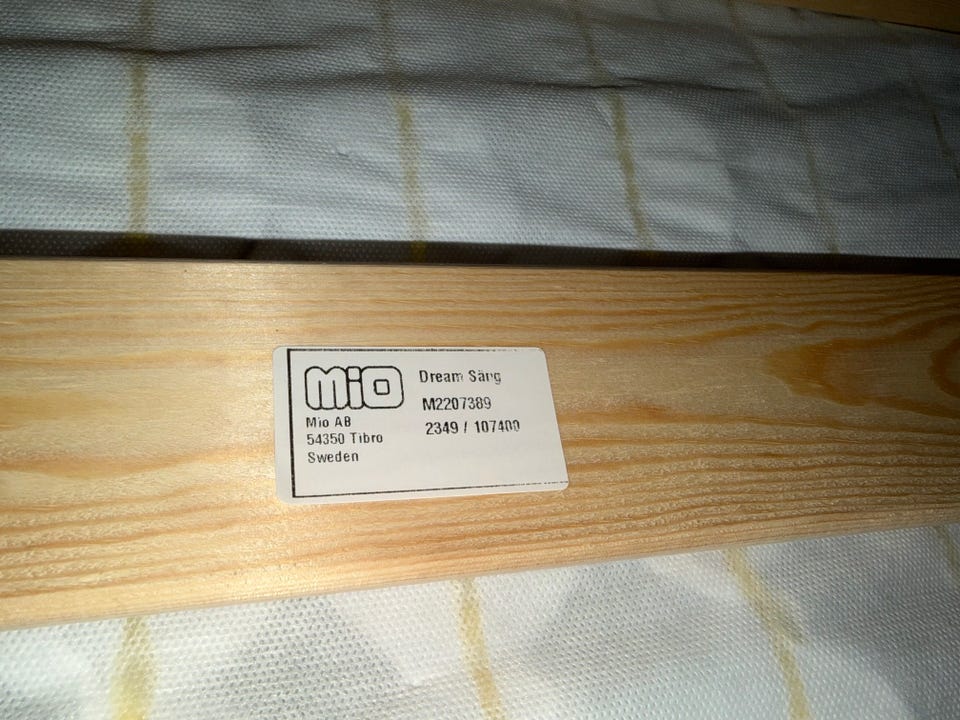 MiO
Mio AB
54350 Tibro
Sweden
Dream Säng
M2207389
2349 / 107400